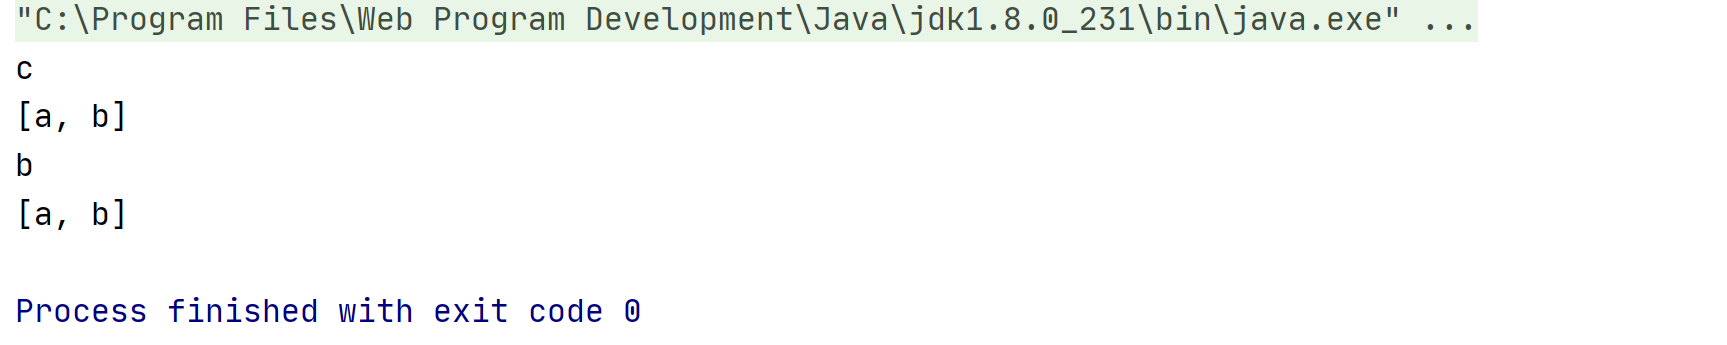 "C:\Program Files\Web Program Development\Java\jdk1.8.0_231\bin\java.exe" ...
c
[a, b]
b
[a, b]
Process finished with exit code 0